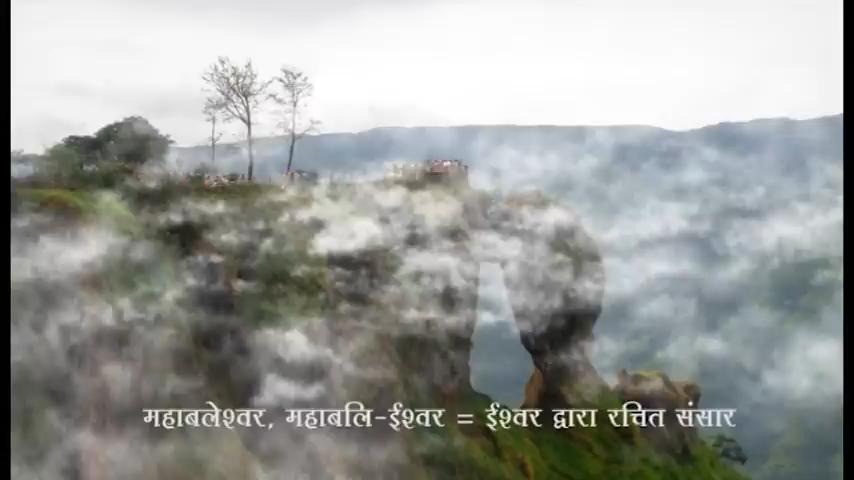 महाबलेश्वर, महाबलि-ईश्वर = ईश्वर द्वारा रचित संसार